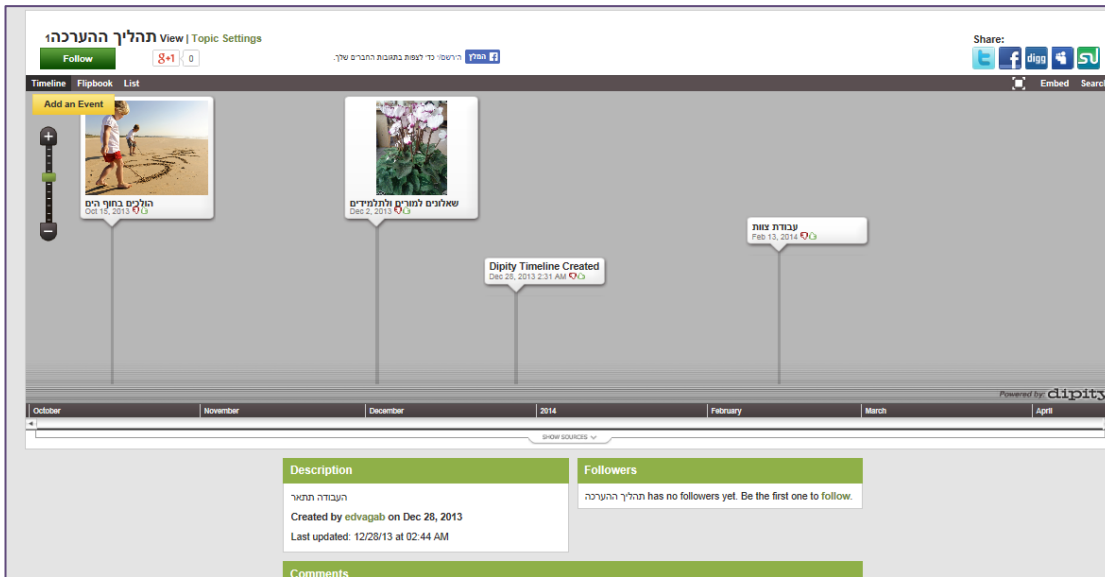 תהליך ההערכה1 View | Topic Settings
Share:
Follow
g+1 0
המלץ הירשם/י כדי לצפות בתגובות החברים שלך.
digg
Timeline Flipbook List
Embed Search
Add an Event
הולכים בחוף הים
Oct 15, 2013
שאלונים למורים ולתלמידים
Dec 2, 2013
עבודת צוות
Feb 13, 2014
Dipity Timeline Created
Dec 28, 2013 2:31 AM
Powered by: dipity
October November December 2014 February March April
SHOW SOURCES
Description
העבודה תתאר
Created by edvagab on Dec 28, 2013
Last updated: 12/28/13 at 02:44 AM
Followers
תהליך ההערכה has no followers yet. Be the first one to follow.
Comments